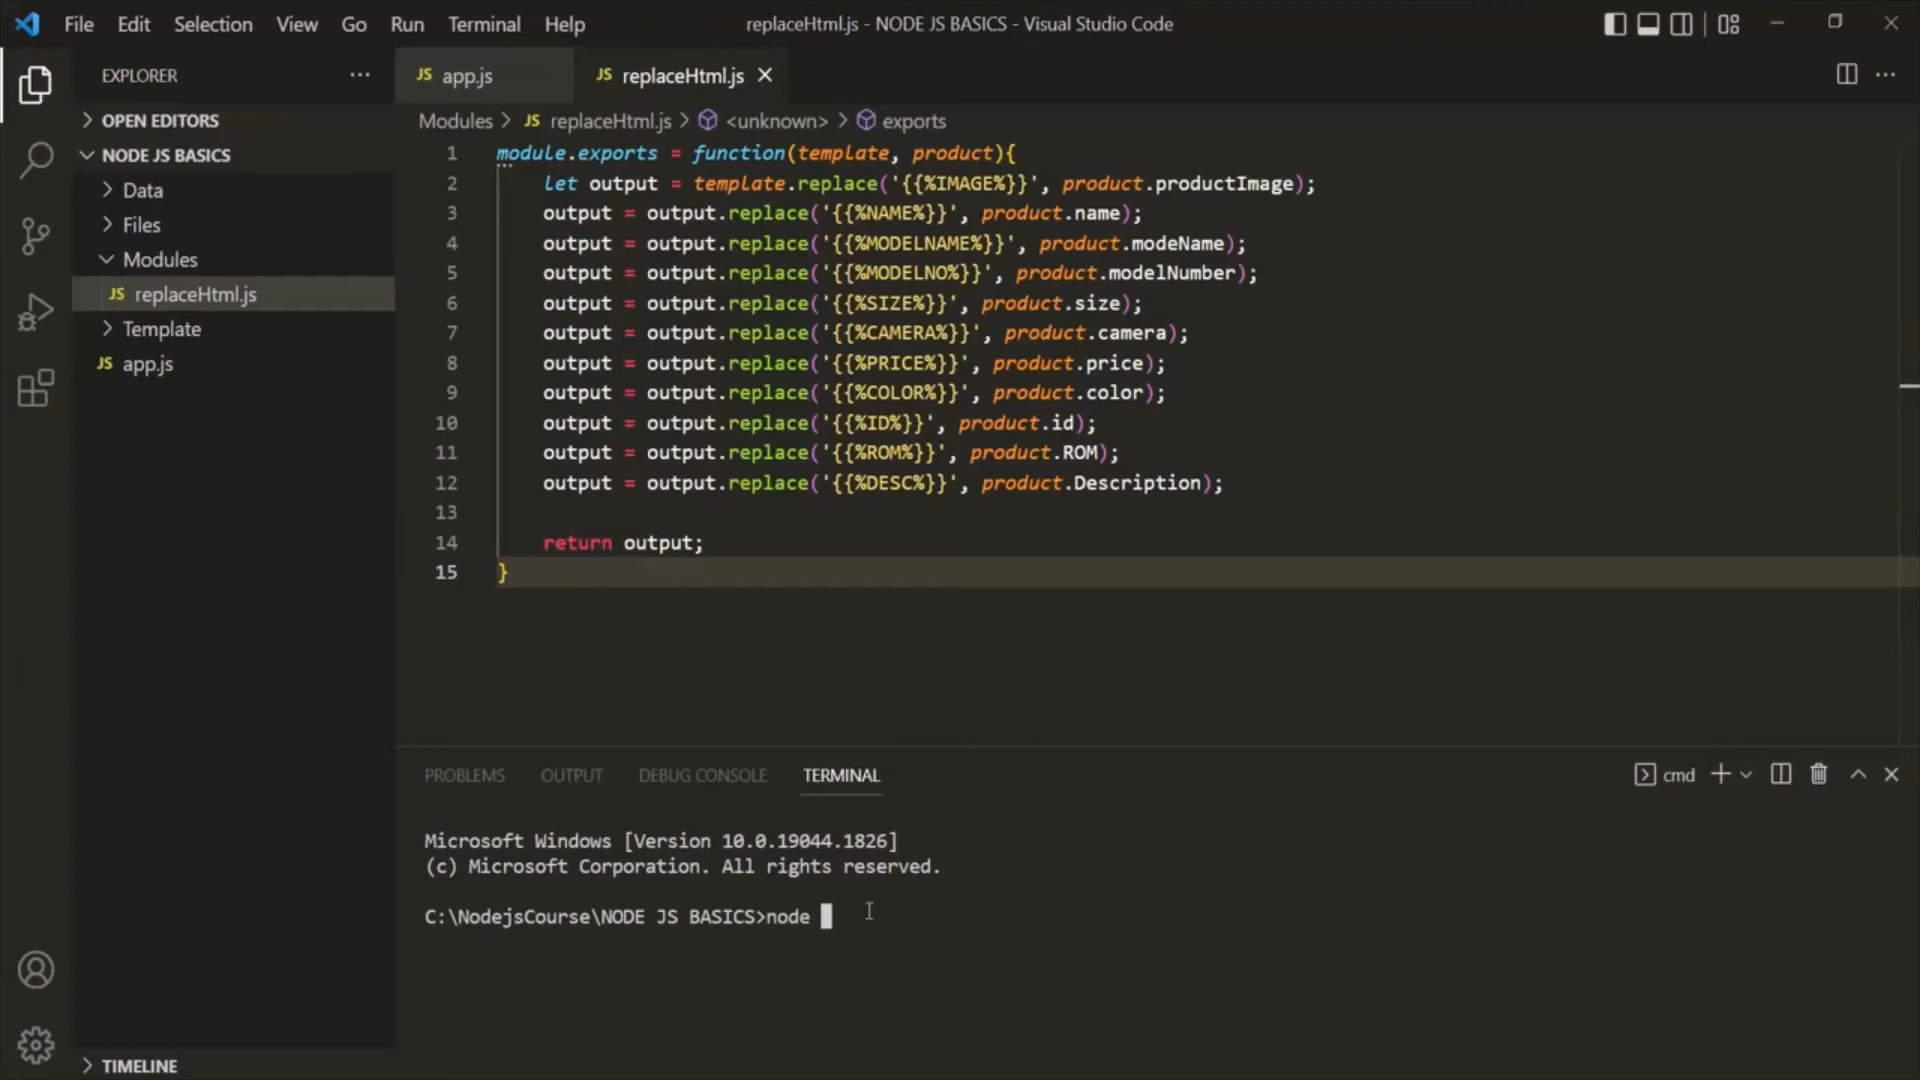 File Edit Selection View Go Run Terminal Help replaceHtml.js - NODE JS BASICS - Visual Studio Code
EXPLORER
OPEN EDITORS
NODE JS BASICS
Data
Files
Modules
JS replaceHtml.js
Template
JS app.js
TIMELINE
JS app.js JS replaceHtml.js
Modules > JS replaceHtml.js > <unknown> > exports
1 module.exports = function(template, product){
2 let output = template.replace('{{%IMAGE%}}', product.productImage);
3 output = output.replace('{{%NAME%}}', product.name);
4 output = output.replace('{{%MODELNAME%}}', product.modeName);
5 output = output.replace('{{%MODELNO%}}', product.modelNumber);
6 output = output.replace('{{%SIZE%}}', product.size);
7 output = output.replace('{{%CAMERA%}}', product.camera);
8 output = output.replace('{{%PRICE%}}', product.price);
9 output = output.replace('{{%COLOR%}}', product.color);
10 output = output.replace('{{%ID%}}', product.id);
11 output = output.replace('{{%ROM%}}', product.ROM);
12 output = output.replace('{{%DESC%}}', product.Description);
13
14 return output;
15 }
PROBLEMS OUTPUT DEBUG CONSOLE TERMINAL cmd
Microsoft Windows [Version 10.0.19044.1826]
(c) Microsoft Corporation. All rights reserved.
C:\NodejsCourse\NODE JS BASICS>node